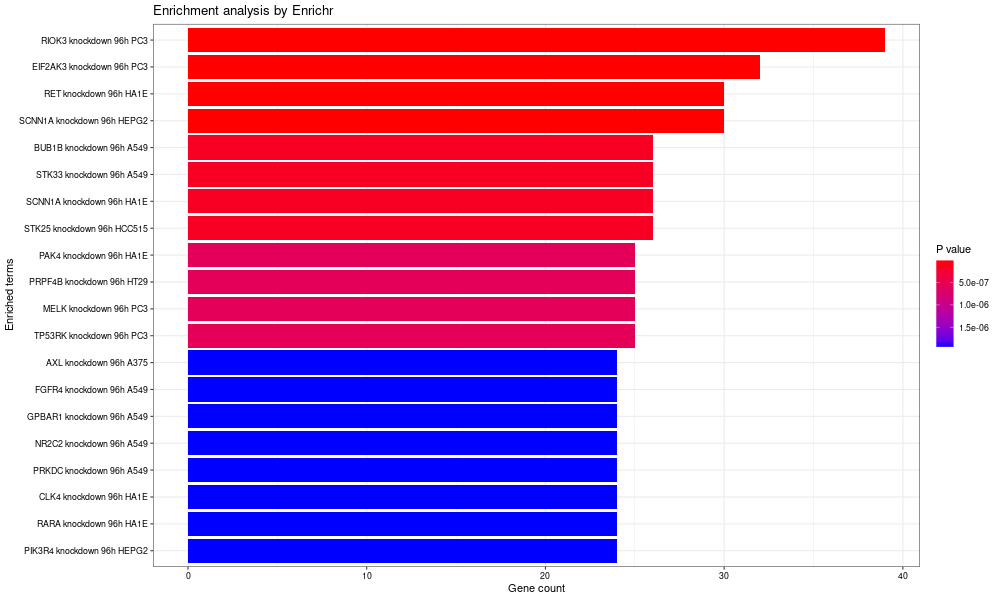 Enrichment analysis by Enrichr
RIOK3 knockdown 96h PC3
EIF2AK3 knockdown 96h PC3
RET knockdown 96h HA1E
SCNN1A knockdown 96h HEPG2
BUB1B knockdown 96h A549
STK33 knockdown 96h A549
SCNN1A knockdown 96h HA1E
STK25 knockdown 96h HCC515
PAK4 knockdown 96h HA1E
PRPF4B knockdown 96h HT29
MELK knockdown 96h PC3
TP53RK knockdown 96h PC3
AXL knockdown 96h A375
FGFR4 knockdown 96h A549
GPBAR1 knockdown 96h A549
NR2C2 knockdown 96h A549
PRKDC knockdown 96h A549
CLK4 knockdown 96h HA1E
RARA knockdown 96h HA1E
PIK3R4 knockdown 96h HEPG2
Enriched terms
0 10 20 30 40
Gene count
P value
5.0e-07
1.0e-06
1.5e-06